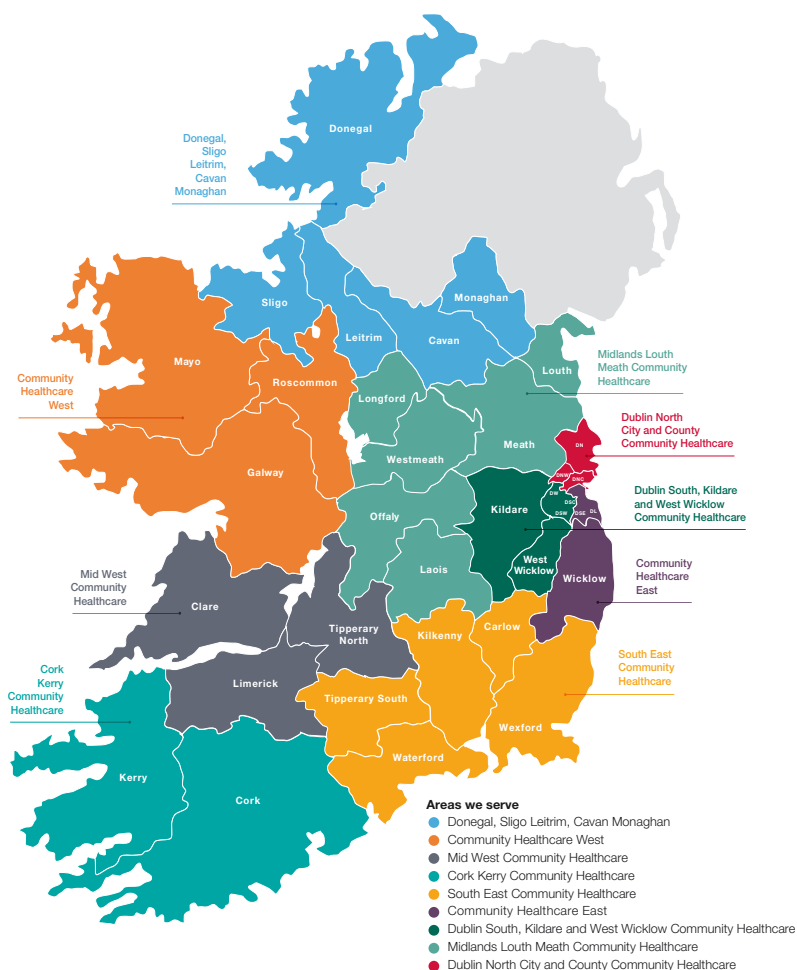 Donegal
Donegal,
Sligo
Leitrim,
Cavan
Monaghan
Sligo
Monaghan
Leitrim
Cavan
Mayo
Roscommon
Louth
Midlands Louth
Meath Community
Healthcare
Community
Healthcare
West
Longford
Dublin North
City and County
Community Healthcare
Meath
DN
Westmeath
Galway
DNW
DNC
Dublin South, Kildare
and West Wicklow
Community Healthcare
DW
DSC
Kildare
Offaly
DSW
DSE
DL
West
Wicklow
Laois
Wicklow
Community
Healthcare
East
Mid West
Community
Healthcare
Clare
Tipperary
North
Kilkenny
Carlow
South East
Community
Healthcare
Cork
Kerry
Community
Healthcare
Limerick
Tipperary South
Wexford
Waterford
Kerry
Cork
Areas we serve
Donegal, Sligo Leitrim, Cavan Monaghan
Community Healthcare West
Mid West Community Healthcare
Cork Kerry Community Healthcare
South East Community Healthcare
Community Healthcare East
Dublin South, Kildare and West Wicklow Community Healthcare
Midlands Louth Meath Community Healthcare
Dublin North City and County Community Healthcare